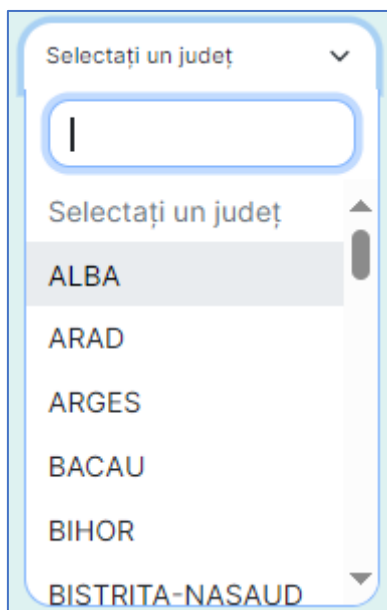 Selectați un județ
Selectați un județ
ALBA
ARAD
ARGES
BACAU
BIHOR
BISTRITA-NASAUD